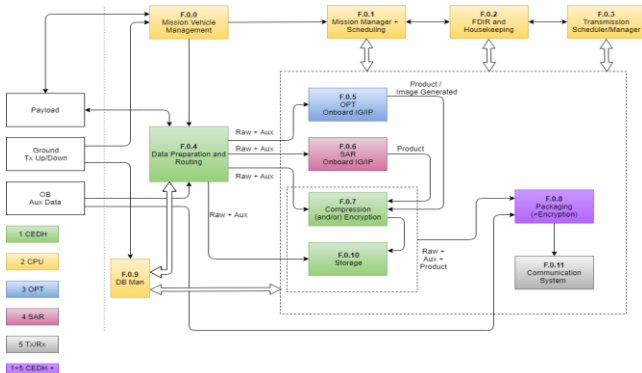 F.0.0
Mission Vehicle
Management
F.0.1
Mission Manager +
Scheduling
F.0.2
FDIR and
Housekeeping
F.0.3
Transmission
Scheduler/Manager
Payload
Ground
Tx Up/Down
OB
Aux Data
F.0.4
Data Preparation and
Routing
Raw + Aux
Raw + Aux
Raw + Aux
Raw + Aux
F.0.5
OPT
Onboard IG/IP
Product /
Image Generated
F.0.6
SAR
Onboard IG/IP
Product
F.0.7
Compression
(and/or) Encryption
F.0.10
Storage
Raw +
Aux +
Product
F.0.8
Packaging
(+Encryption)
F.0.11
Communication
System
F.0.9
DB Man
1 CEDH
2 CPU
3 OPT
4 SAR
5 Tx/Rx
1+5 CEDH +